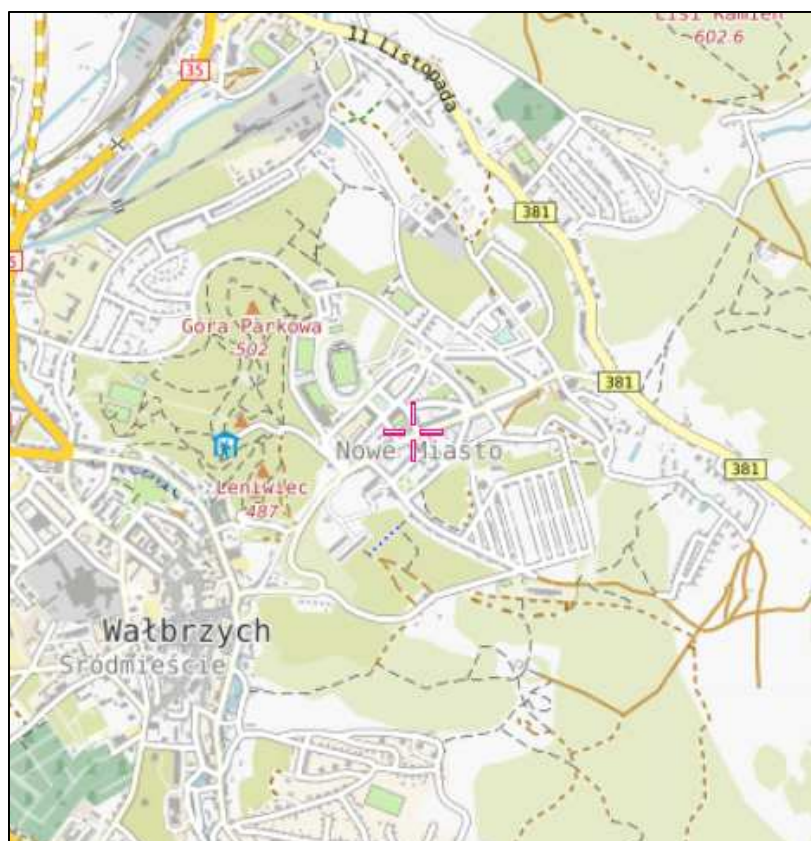 Lisi Kamień
602.6
35
11 Listopada
381
5
Góra Parkowa
502
381
Nowe Miasto
381
Leniwiec
487
Wałbrzych
Śródmieście